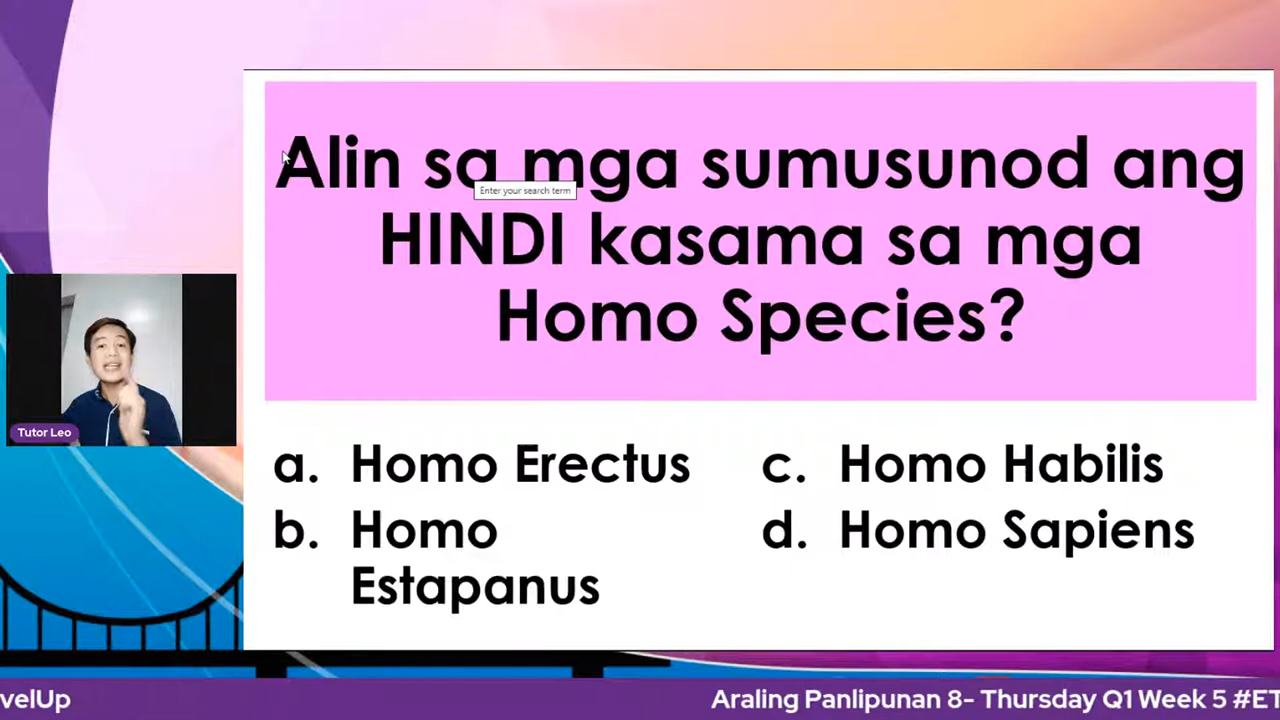 Alin sa mga sumusunod ang
Enter your search term
HINDI kasama sa mga
Homo Species?
a. Homo Erectus
b. Homo
Estapanus
c. Homo Habilis
d. Homo Sapiens
Tutor Leo
velUp
Araling Panlipunan 8- Thursday Q1 Week 5 #ET